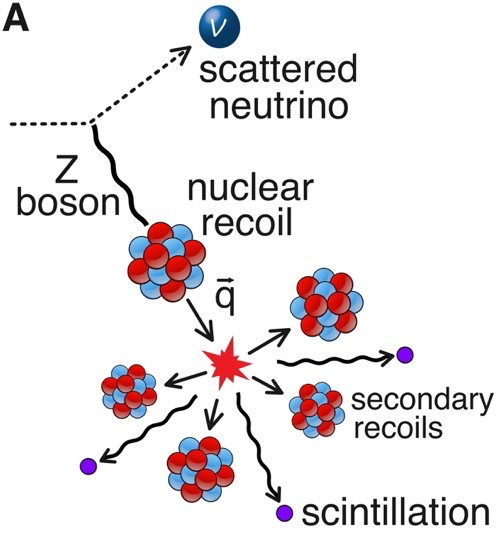 A
ν
scattered
neutrino
Z
boson
nuclear
recoil
q⃗
secondary
recoils
scintillation